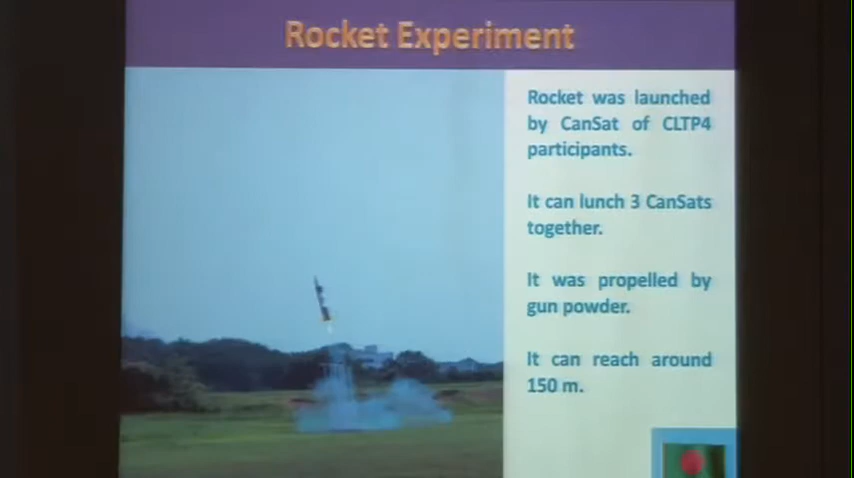 Rocket Experiment
Rocket was launched
by CanSat of CLTP4
participants.
It can lunch 3 CanSats
together.
It was propelled by
gun powder.
It can reach around
150 m.